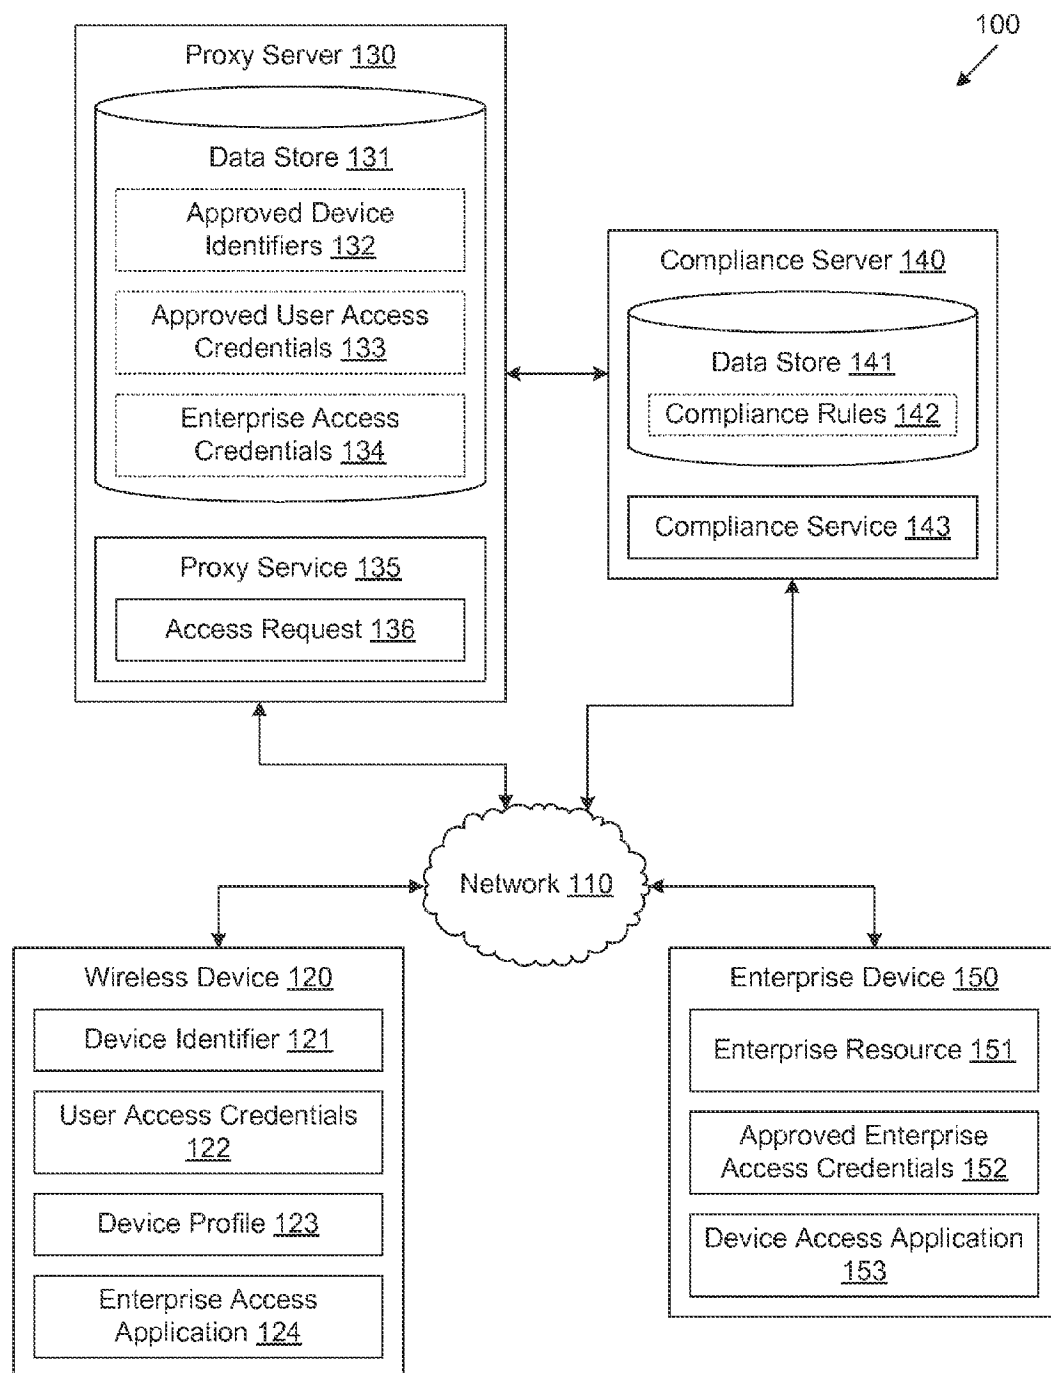 100
Proxy Server 130
Data Store 131
Approved Device
Identifiers 132
Approved User Access
Credentials 133
Enterprise Access
Credentials 134
Proxy Service 135
Access Request 136
Compliance Server 140
Data Store 141
Compliance Rules 142
Compliance Service 143
Network 110
Wireless Device 120
Device Identifier 121
User Access Credentials
122
Device Profile 123
Enterprise Access
Application 124
Enterprise Device 150
Enterprise Resource 151
Approved Enterprise
Access Credentials 152
Device Access Application
153